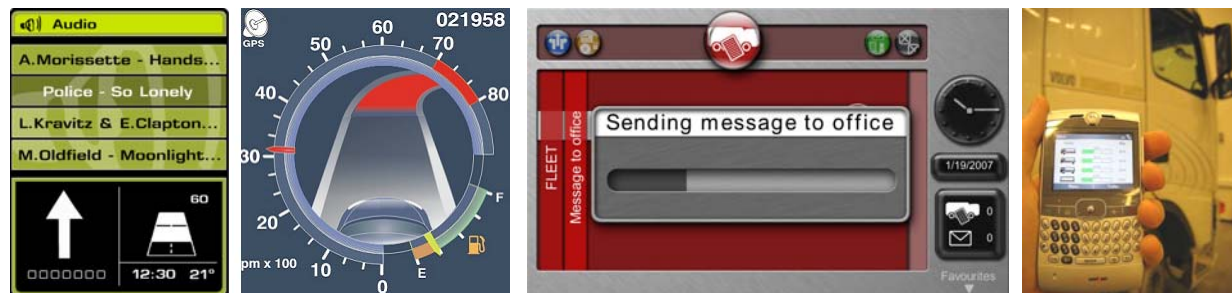 Audio
A.Morissette - Hands...
Police - So Lonely
L.Kravitz & E.Clapton...
M.Oldfield - Moonlight...
60
12:30 21°
GPS
021958
60
50
70
40
80
30
20
10
0
F
E
pm x 100
Sending message to office
FLEET
Message to office
1/19/2007
0
0
Favourites
VOLVO